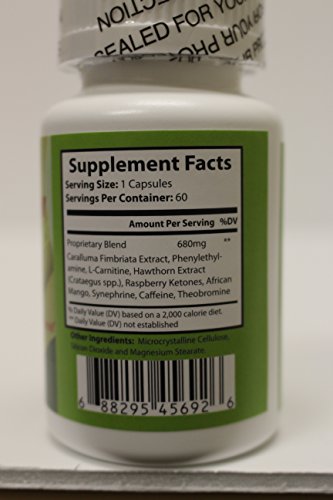 SEALED FOR YOUR
Supplement Facts
Serving Size: 1 Capsules
Servings Per Container: 60
Amount Per Serving %DV
Proprietary Blend 680mg **
Caralluma Fimbriata Extract, Phenylethyl-
amine, L-Carnitine, Hawthorn Extract
(Crataegus spp.), Raspberry Ketones, African
Mango, Synephrine, Caffeine, Theobromine
% Daily Value (DV) based on a 2,000 calorie diet.
** Daily Value (DV) not established
Other Ingredients: Microcrystalline Cellulose,
Silicon Dioxide and Magnesium Stearate.
6 88295 45692 6